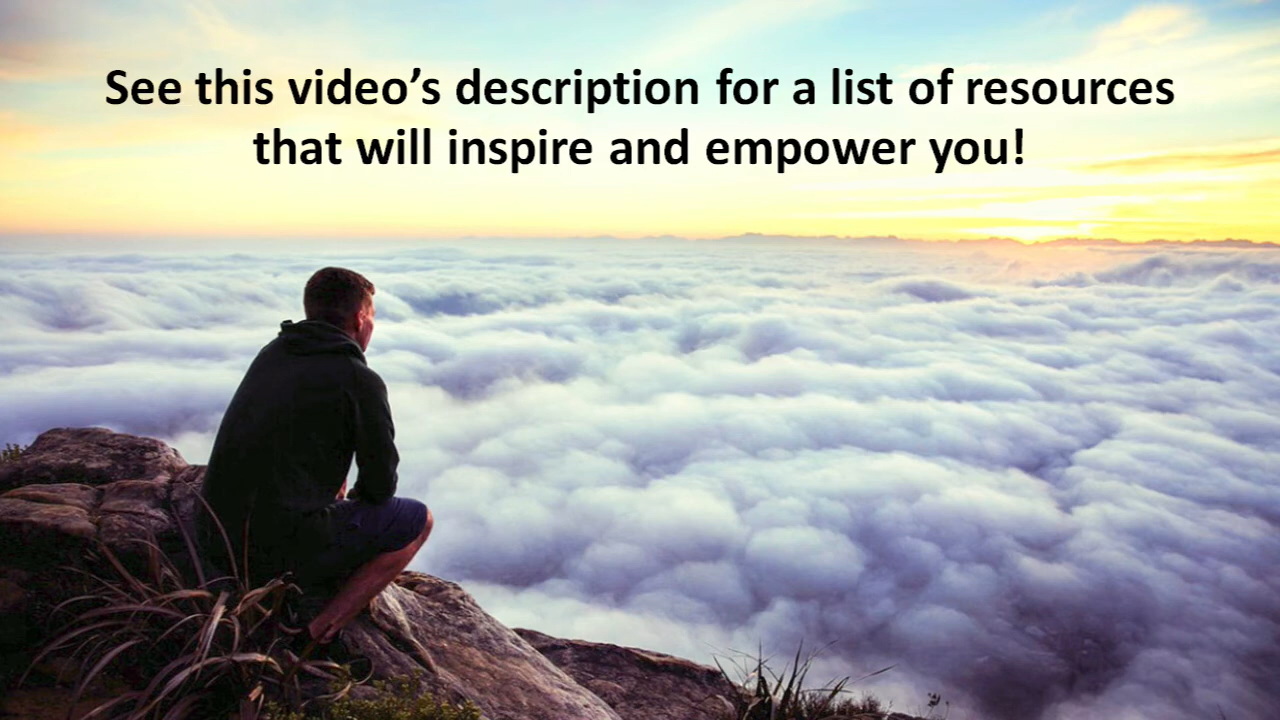 See this video’s description for a list of resources
that will inspire and empower you!